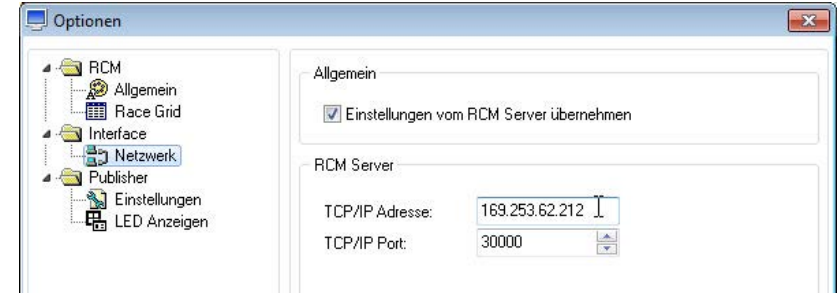 Optionen
RCM
Allgemein
Race Grid
Interface
Netzwerk
Publisher
Einstellungen
LED Anzeigen
Allgemein
Einstellungen vom RCM Server übernehmen
RCM Server
TCP/IP Adresse: 169.253.62.212
TCP/IP Port: 30000